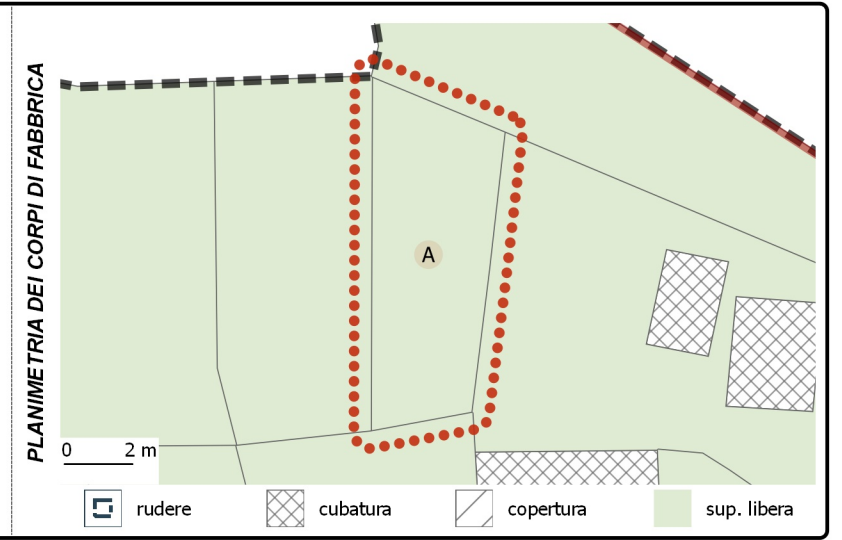 PLANIMETRIA DEI CORPI DI FABBRICA
A
0 2 m
rudere cubatura copertura sup. libera